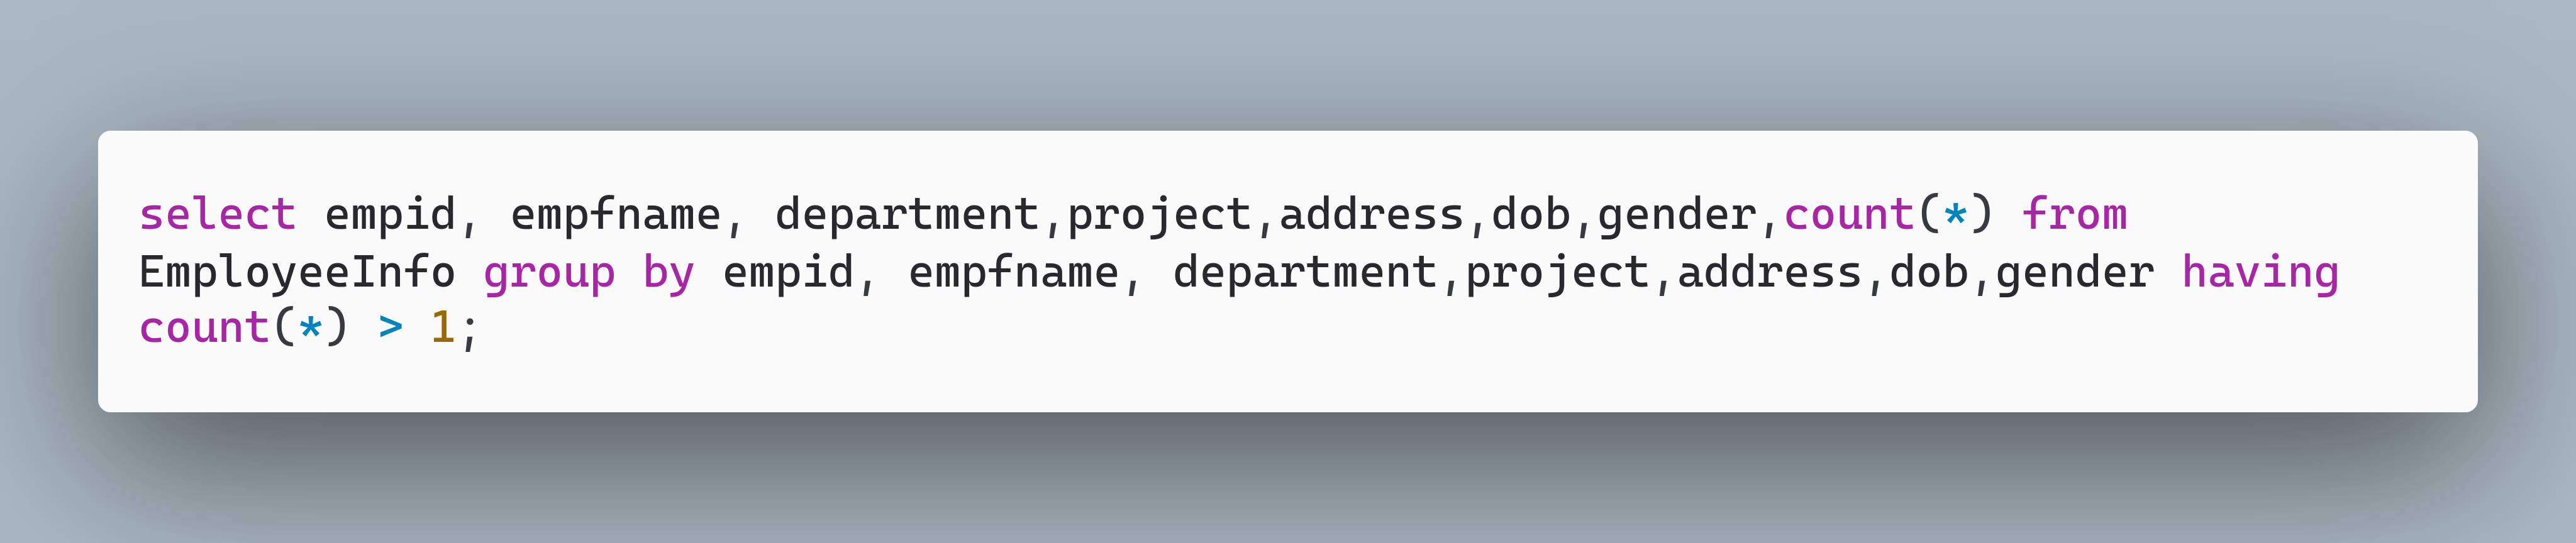 select empid, empfname, department,project,address,dob,gender,count(*) from
EmployeeInfo group by empid, empfname, department,project,address,dob,gender having
count(*) > 1;